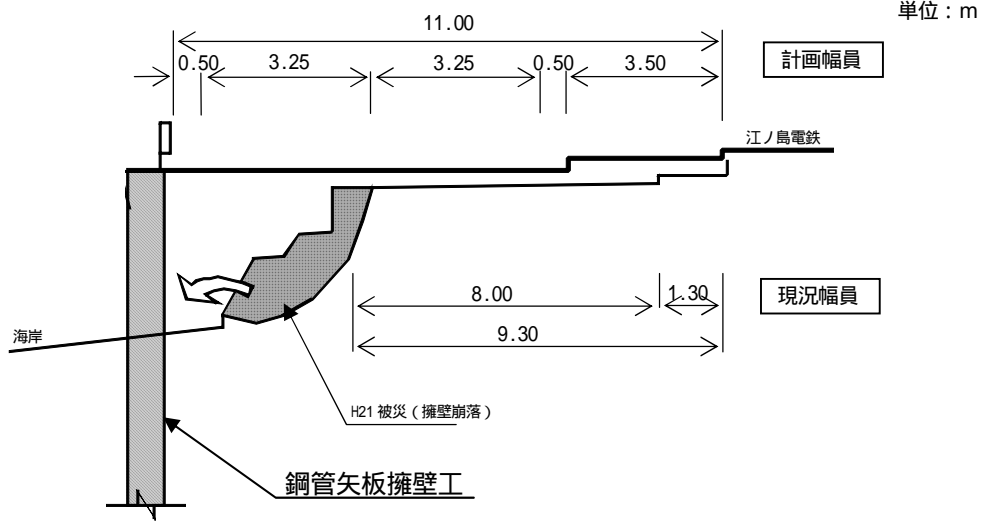 単位：m
11.00
0.50 3.25 3.25 0.50 3.50
計画幅員
江ノ島電鉄
8.00 1.30
現況幅員
9.30
海岸
H21 被災（擁壁崩落）
鋼管矢板擁壁工